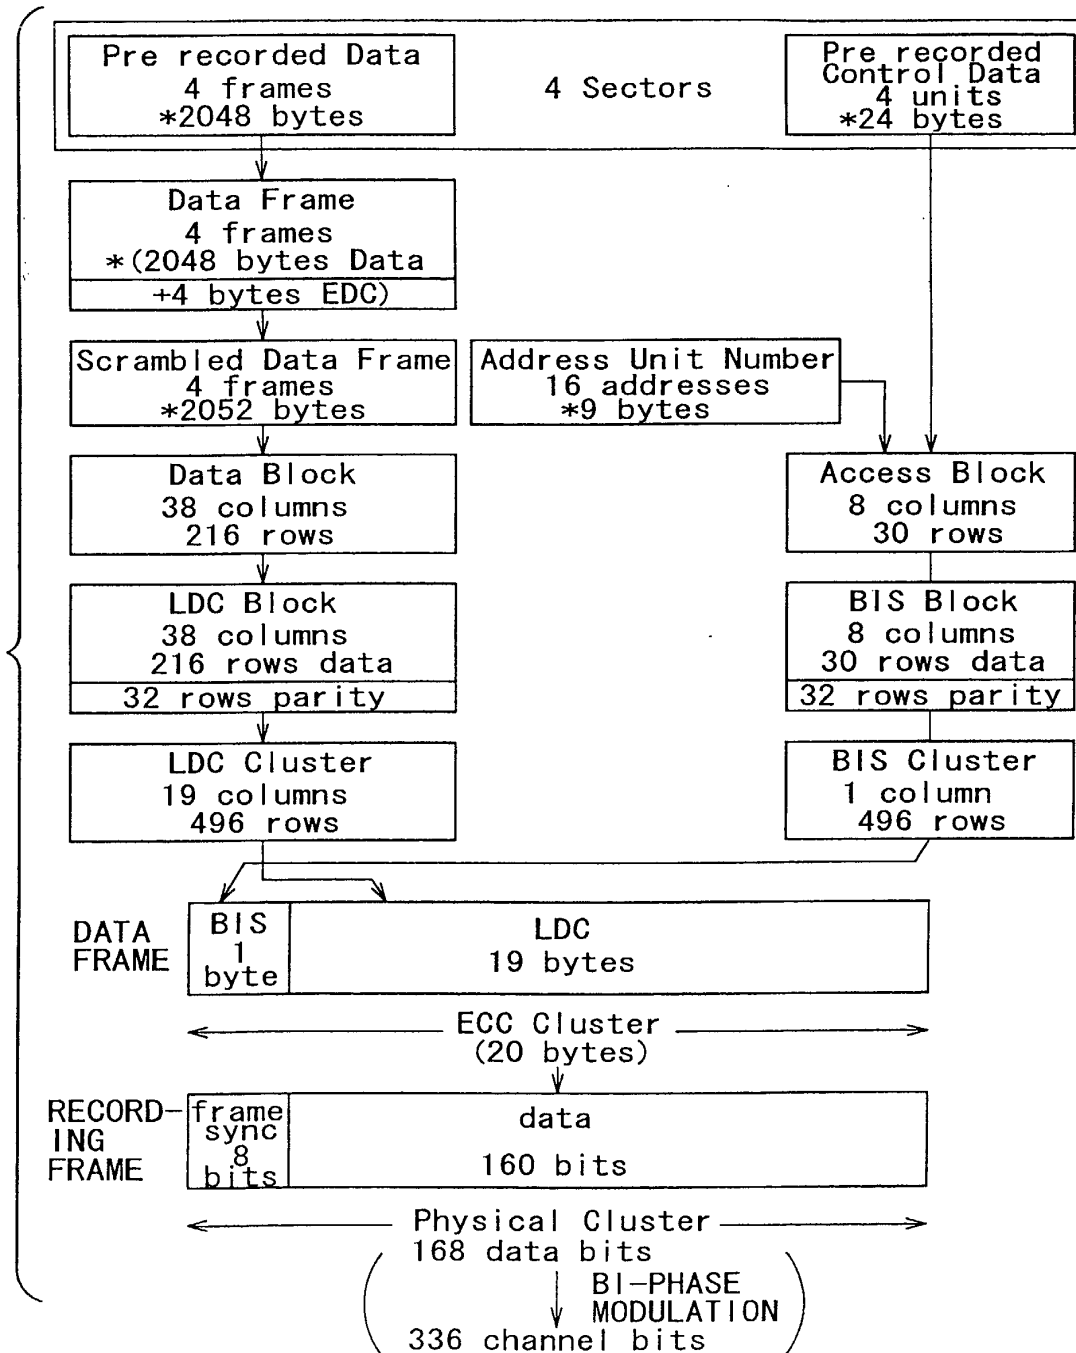 Pre recorded Data
4 frames
*2048 bytes
4 Sectors
Pre recorded
Control Data
4 units
*24 bytes
Data Frame
4 frames
*(2048 bytes Data
+4 bytes EDC)
Scrambled Data Frame
4 frames
*2052 bytes
Address Unit Number
16 addresses
*9 bytes
Data Block
38 columns
216 rows
Access Block
8 columns
30 rows
LDC Block
38 columns
216 rows data
32 rows parity
BIS Block
8 columns
30 rows data
32 rows parity
LDC Cluster
19 columns
496 rows
BIS Cluster
1 column
496 rows
DATA
FRAME
BIS
1
byte
LDC
19 bytes
ECC Cluster
(20 bytes)
RECORD-
ING
FRAME
frame
sync
8
bits
data
160 bits
Physical Cluster
168 data bits
BI-PHASE
MODULATION
336 channel bits